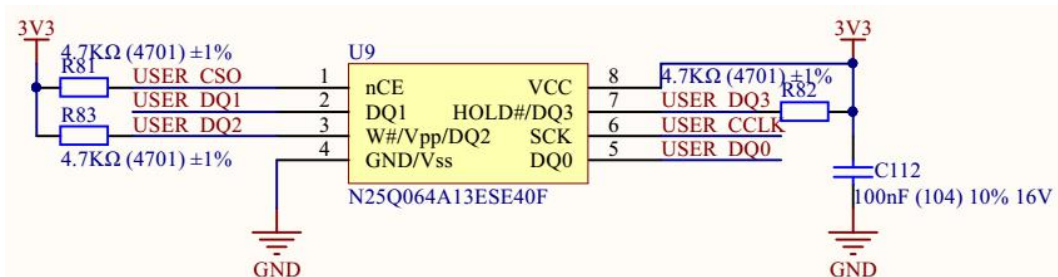 3V3
4.7KΩ (4701) ±1%
R81
USER_CSO
USER_DQ1
R83
USER_DQ2
4.7KΩ (4701) ±1%
GND
U9
1 nCE VCC 8
2 DQ1 HOLD#/DQ3 7
3 W#/Vpp/DQ2 SCK 6
4 GND/Vss DQ0 5
N25Q064A13ESE40F
3V3
4.7KΩ (4701) ±1%
USER_DQ3 R82
USER_CCLK
USER_DQ0
C112
100nF (104) 10% 16V
GND